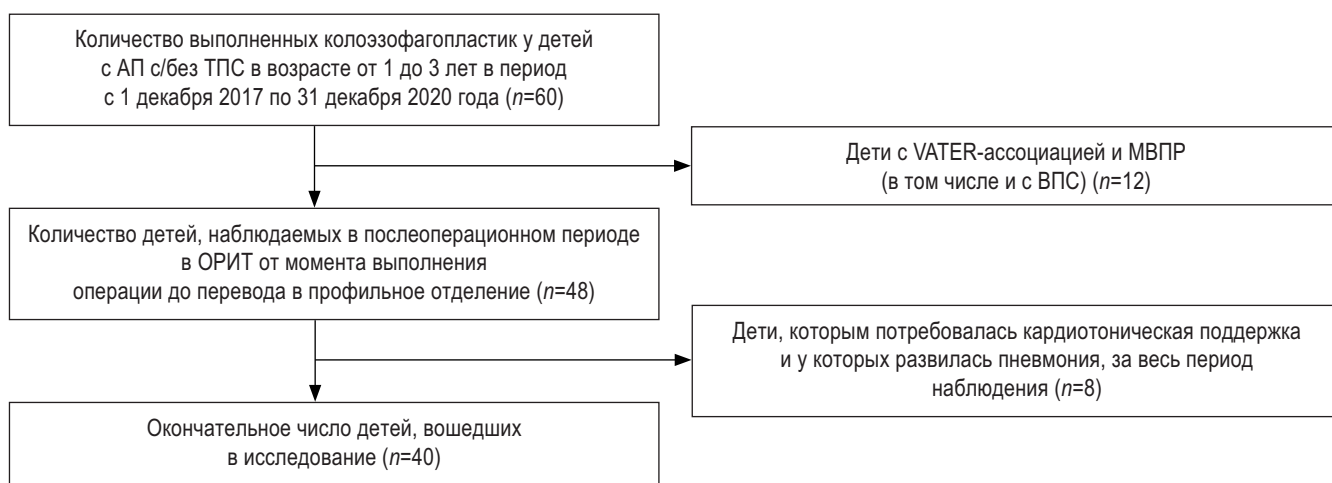 Количество выполненных колоэзофагопластик у детей
с АП с/без ТПС в возрасте от 1 до 3 лет в период
с 1 декабря 2017 по 31 декабря 2020 года (n=60)
Дети с VATER-ассоциацией и МВПР
(в том числе и с ВПС) (n=12)
Количество детей, наблюдаемых в послеоперационном периоде
в ОРИТ от момента выполнения
операции до перевода в профильное отделение (n=48)
Дети, которым потребовалась кардиотоническая поддержка
и у которых развилась пневмония, за весь период
наблюдения (n=8)
Окончательное число детей, вошедших
в исследование (n=40)